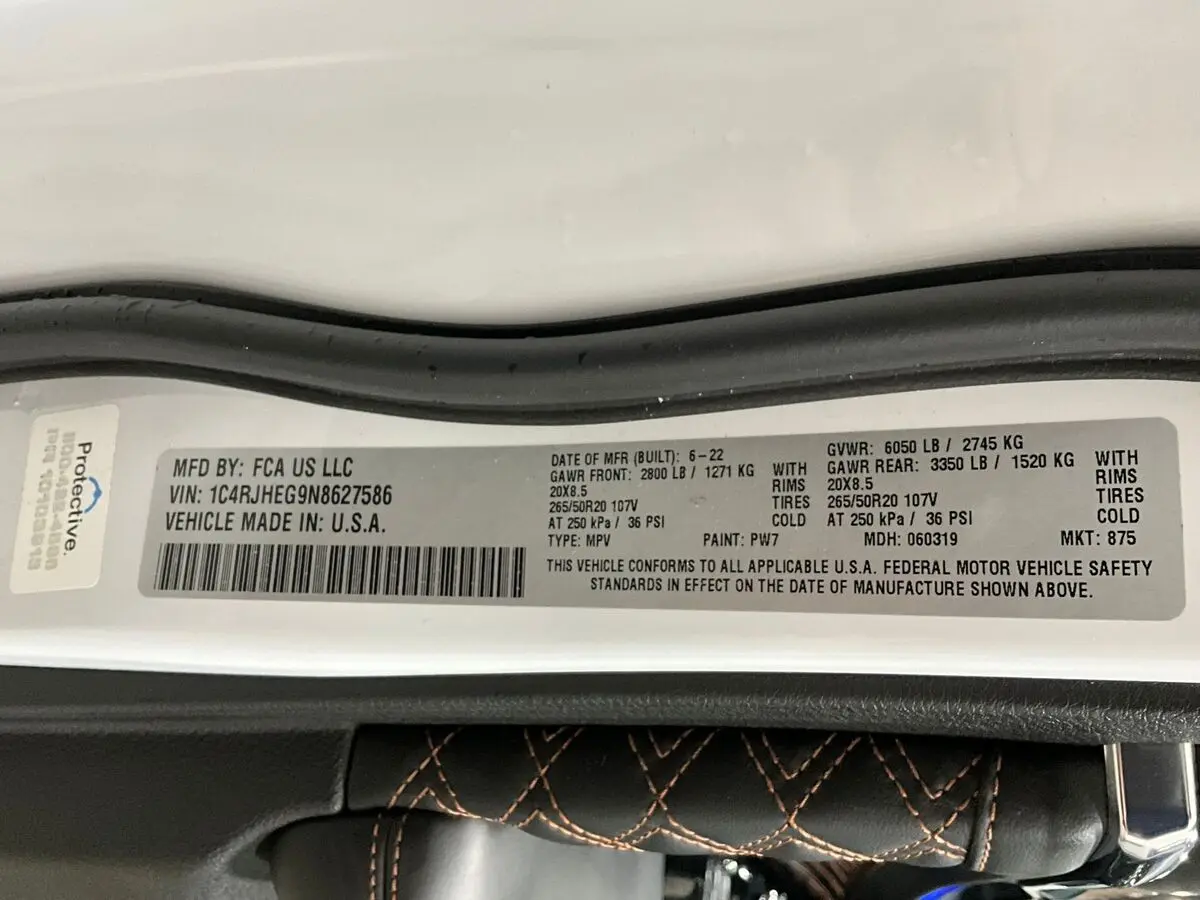 Protective.
800-432-4500
MFD BY: FCA US LLC
VIN: 1C4RJHEG9N8627586
VEHICLE MADE IN: U.S.A.
DATE OF MFR (BUILT): 6-22
GAWR FRONT: 2800 LB / 1271 KG WITH
20X8.5 RIMS
265/50R20 107V TIRES
AT 250 kPa / 36 PSI COLD
GVWR: 6050 LB / 2745 KG
GAWR REAR: 3350 LB / 1520 KG WITH
20X8.5 RIMS
265/50R20 107V TIRES
AT 250 kPa / 36 PSI COLD
TYPE: MPV PAINT: PW7 MDH: 060319 MKT: 875
THIS VEHICLE CONFORMS TO ALL APPLICABLE U.S.A. FEDERAL MOTOR VEHICLE SAFETY
STANDARDS IN EFFECT ON THE DATE OF MANUFACTURE SHOWN ABOVE.